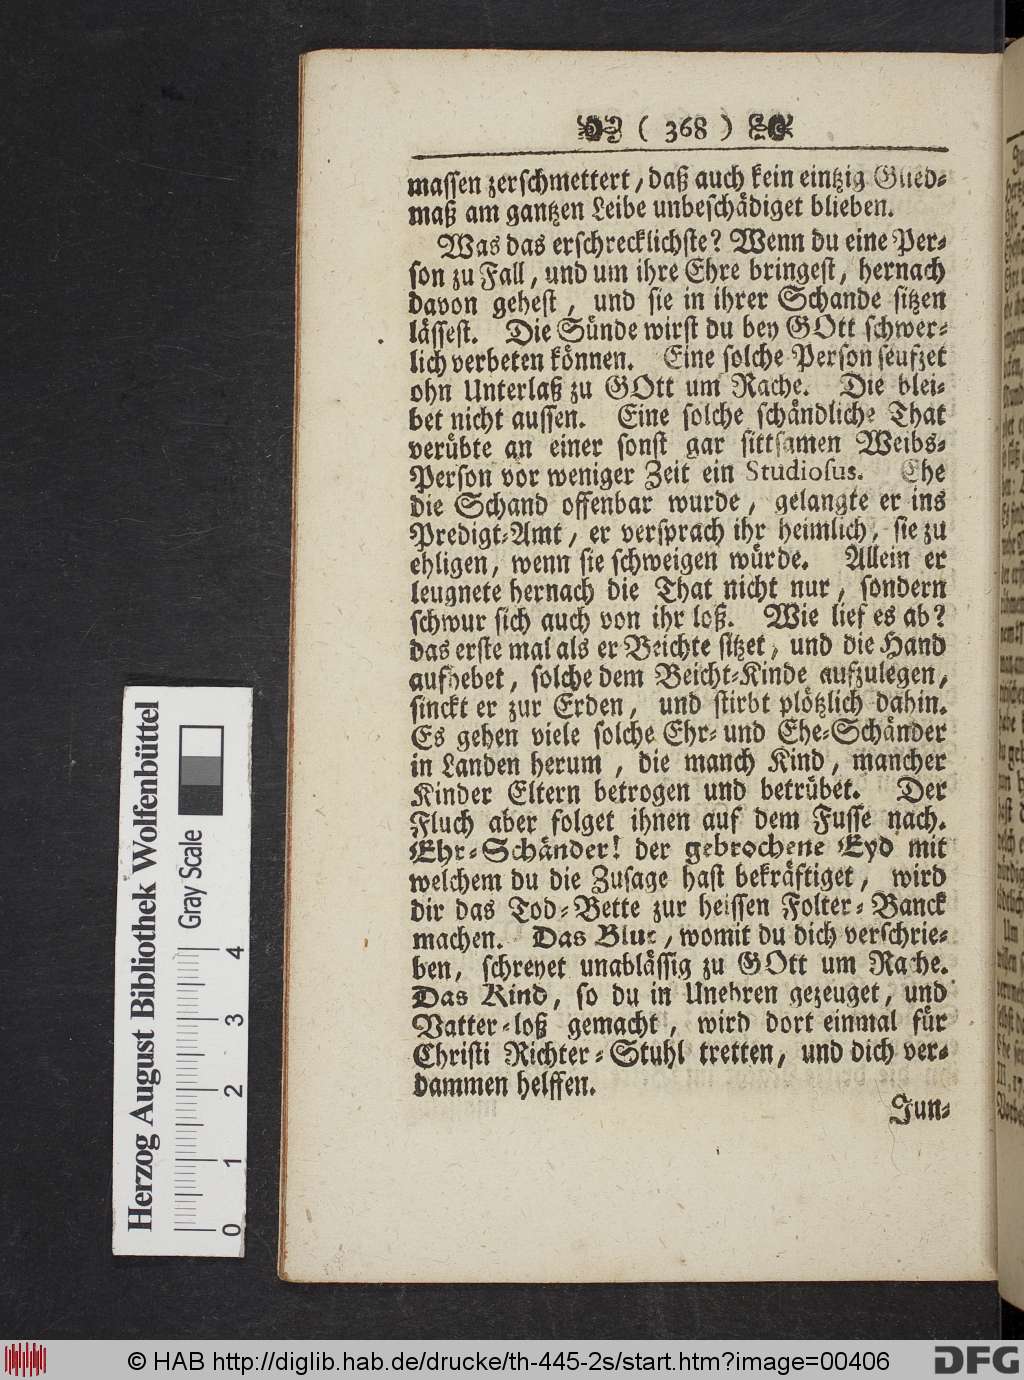 ( 368 )
massen zerschmettert, daß auch kein eintzig Glied-
maß am gantzen Leibe unbeschädiget blieben.
Was das erschrecklichste? Wenn du eine Per-
son zu Fall, und um ihre Ehre bringest, hernach
davon gehest, und sie in ihrer Schande sitzen
lässest. Die Sünde wirst du bey GOtt schwer-
lich verbeten können. Eine solche Person seufzet
ohn Unterlaß zu GOtt um Rache. Die blei-
bet nicht aussen. Eine solche schändliche That
verübte an einer sonst gar sittsamen Weibs-
Person vor weniger Zeit ein Studiosus. Ehe
die Schand offenbar wurde, gelangte er ins
Predigt-Amt, er versprach ihr heimlich, sie zu
ehligen, wenn sie schweigen würde. Allein er
leugnete hernach die That nicht nur, sondern
schwur sich auch von ihr loß. Wie lief es ab?
das erste mal als er Beichte sitzet, und die Hand
aufhebet, solche dem Beicht-Kinde aufzulegen,
sinckt er zur Erden, und stirbt plötzlich dahin.
Es gehen viele solche Ehr- und Ehe-Schänder
in Landen herum, die manch Kind, mancher
Kinder Eltern betrogen und betrübet. Der
Fluch aber folget ihnen auf dem Fusse nach.
Ehr-Schänder! der gebrochene Eyd mit
welchem du die Zusage hast bekräftiget, wird
dir das Tod-Bette zur heissen Folter-Banck
machen. Das Blut, womit du dich verschrie-
ben, schreyet unablässig zu GOtt um Rache.
Das Kind, so du in Unehren gezeuget, und
Vatter-loß gemacht, wird dort einmal für
Christi Richter-Stuhl tretten, und dich ver-
dammen helffen.
Jun-
Herzog August Bibliothek Wolfenbüttel
Gray Scale
0 1 2 3 4
© HAB http://diglib.hab.de/drucke/th-445-2s/start.htm?image=00406
DFG